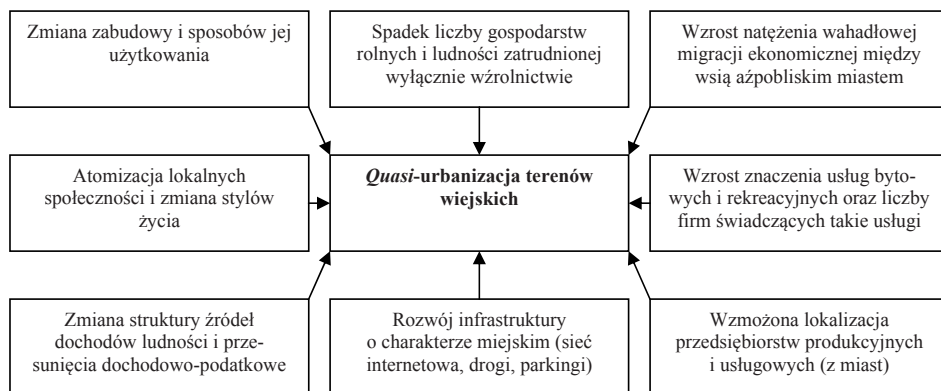 Zmiana zabudowy i sposobów jej
użytkowania
Spadek liczby gospodarstw
rolnych i ludności zatrudnionej
wyłącznie wźrolnictwie
Wzrost natężenia wahadłowej
migracji ekonomicznej między
wsią aźpobliskim miastem
Atomizacja lokalnych
społeczności i zmiana stylów
życia
Quasi-urbanizacja terenów
wiejskich
Wzrost znaczenia usług byto-
wych i rekreacyjnych oraz liczby
firm świadczących takie usługi
Zmiana struktury źródeł
dochodów ludności i prze-
sunięcia dochodowo-podatkowe
Rozwój infrastruktury
o charakterze miejskim (sieć
internetowa, drogi, parkingi)
Wzmożona lokalizacja
przedsiębiorstw produkcyjnych
i usługowych (z miast)